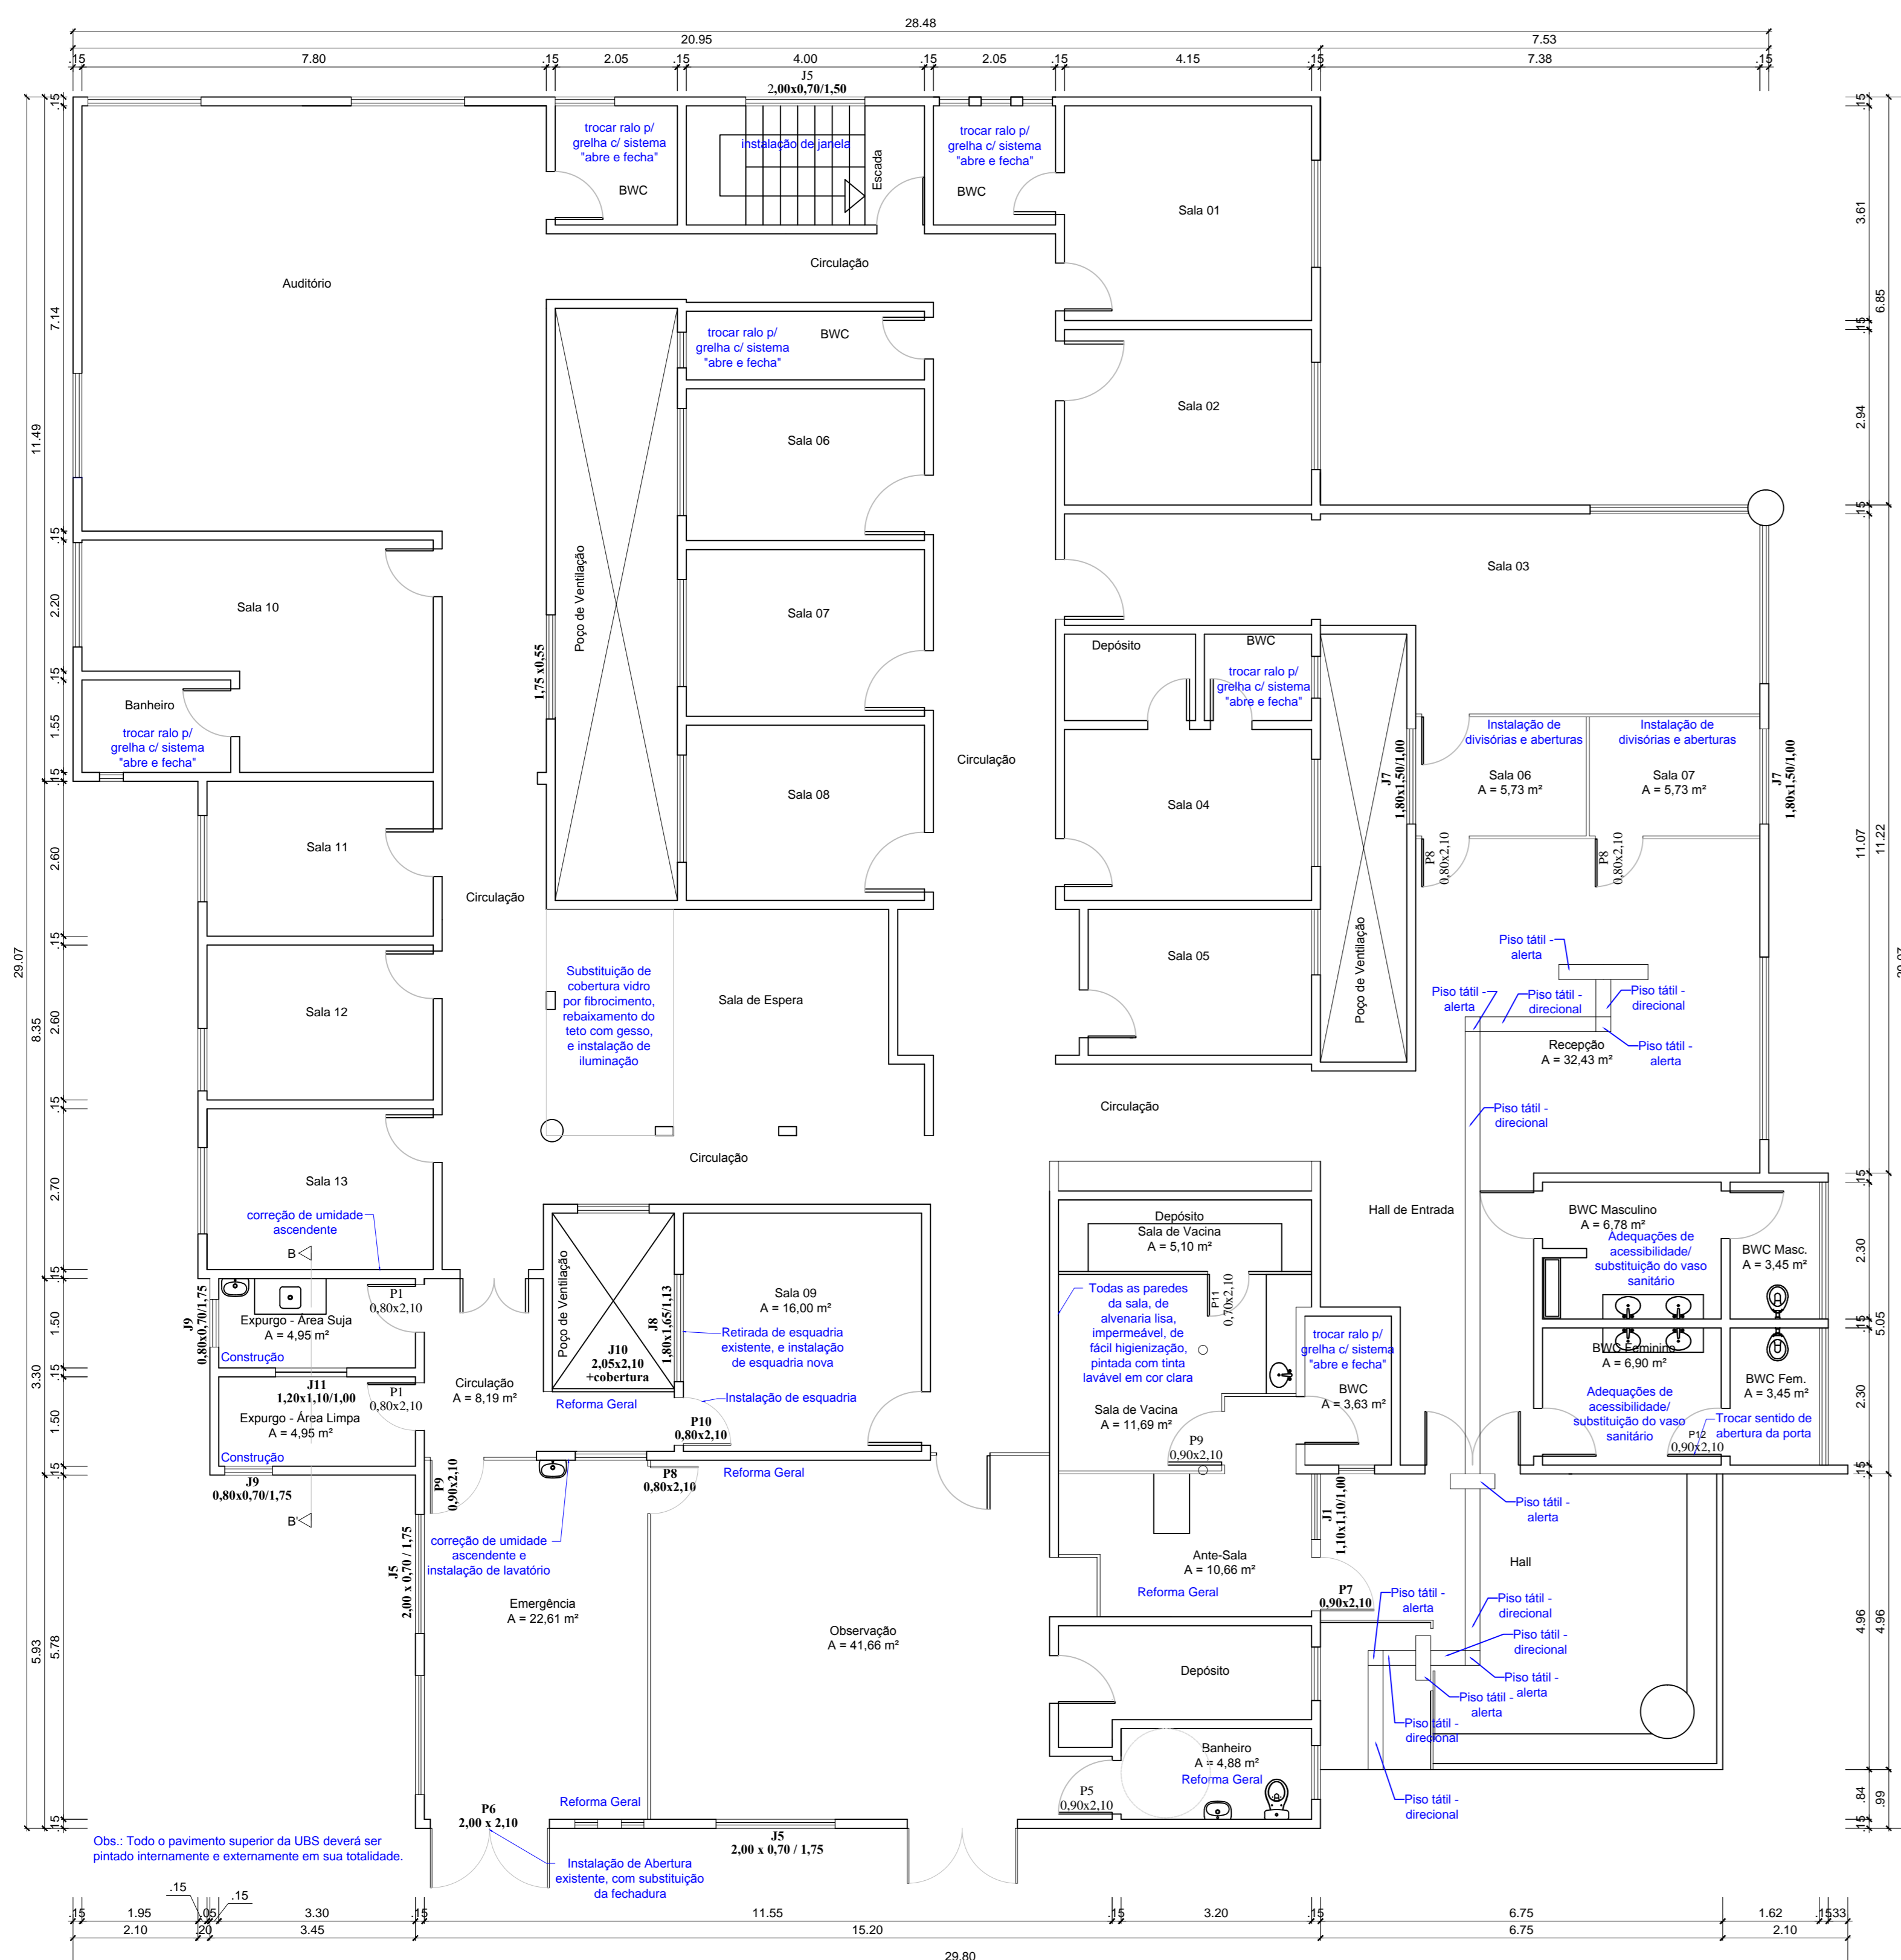 28.48
20.95
7.53
.15
7.80
.15
2.05
.15
4.00
.15
2.05
.15
4.15
.15
7.38
.15
J5
2,00x0,70/1,50
trocar ralo p/
grelha c/ sistema
"abre e fecha"
BWC
instalação de janela
Escada
trocar ralo p/
grelha c/ sistema
"abre e fecha"
BWC
Sala 01
Circulação
Auditório
trocar ralo p/
grelha c/ sistema
"abre e fecha"
BWC
Sala 02
Sala 06
Poço de Ventilação
1,75 x0,55
Sala 07
Sala 08
Sala 03
Sala 10
Banheiro
trocar ralo p/
grelha c/ sistema
"abre e fecha"
Depósito
BWC
trocar ralo p/
grelha c/ sistema
"abre e fecha"
Circulação
Sala 04
Poço de Ventilação
J7
1,80x1,50/1,00
Instalação de
divisórias e aberturas
Sala 06
A = 5,73 m²
Instalação de
divisórias e aberturas
Sala 07
A = 5,73 m²
J7
1,80x1,50/1,00
P8
0,80x2,10
P8
0,80x2,10
Sala 11
Circulação
Sala 12
Substituição de
cobertura vidro
por fibrocimento,
rebaixamento do
teto com gesso,
e instalação de
iluminação
Sala de Espera
Sala 05
Piso tátil -
alerta
Piso tátil -
alerta
Piso tátil -
direcional
Piso tátil -
direcional
Piso tátil -
alerta
Recepção
A = 32,43 m²
Piso tátil -
direcional
Circulação
Circulação
Sala 13
correção de umidade
ascendente
B
Hall de Entrada
Depósito
Sala de Vacina
A = 5,10 m²
BWC Masculino
A = 6,78 m²
Adequações de
acessibilidade/
substituição do vaso
sanitário
BWC Masc.
A = 3,45 m²
P1
0,80x2,10
J9
0,80x0,70/1,75
Expurgo - Área Suja
A = 4,95 m²
Construção
J11
1,20x1,10/1,00
P1
0,80x2,10
Expurgo - Área Limpa
A = 4,95 m²
Construção
J9
0,80x0,70/1,75
B'
Circulação
A = 8,19 m²
Poço de Ventilação
J10
2,05x2,10
+cobertura
Reforma Geral
J8
1,80x1,65/1,13
Sala 09
A = 16,00 m²
Retirada de esquadria
existente, e instalação
de esquadria nova
Instalação de esquadria
P10
0,80x2,10
Todas as paredes
da sala, de
alvenaria lisa,
impermeável, de
fácil higienização,
pintada com tinta
lavável em cor clara
P11
0,70x2,10
Sala de Vacina
A = 11,69 m²
P9
0,90x2,10
trocar ralo p/
grelha c/ sistema
"abre e fecha"
BWC
A = 3,63 m²
BWC Feminino
A = 6,90 m²
Adequações de
acessibilidade/
substituição do vaso
sanitário
BWC Fem.
A = 3,45 m²
Trocar sentido de
abertura da porta
P12
0,90x2,10
P9
0,90x2,10
P8
0,80x2,10
Reforma Geral
correção de umidade
ascendente e
instalação de lavatório
J5
2,00 x 0,70 / 1,75
Emergência
A = 22,61 m²
Observação
A = 41,66 m²
J1
1,10x1,10/1,00
Ante-Sala
A = 10,66 m²
Reforma Geral
P7
0,90x2,10
Piso tátil -
alerta
Hall
Piso tátil -
alerta
Piso tátil -
direcional
Piso tátil -
direcional
Piso tátil -
alerta
Piso tátil -
alerta
Piso tátil -
direcional
Piso tátil -
direcional
Depósito
Banheiro
A = 4,88 m²
Reforma Geral
P5
0,90x2,10
Reforma Geral
P6
2,00 x 2,10
J5
2,00 x 0,70 / 1,75
Instalação de Abertura
existente, com substituição
da fechadura
Obs.: Todo o pavimento superior da UBS deverá ser
pintado internamente e externamente em sua totalidade.
29.07
11.49
8.35
3.30
5.93
.15
7.14
.15
2.20
.15
1.55
.15
2.60
.15
2.60
.15
2.70
.15
1.50
.15
1.50
.15
5.78
.15
.15
3.61
.15
2.94
.15
11.07
.15
2.30
.15
2.30
.15
4.96
.84
.15
6.85
11.22
5.05
4.96
.99
29.07
.15
.15
.15
1.95
.05
3.30
.15
11.55
.15
3.20
.15
6.75
1.62
.15
.33
2.10
.20
3.45
15.20
6.75
2.10
29.80